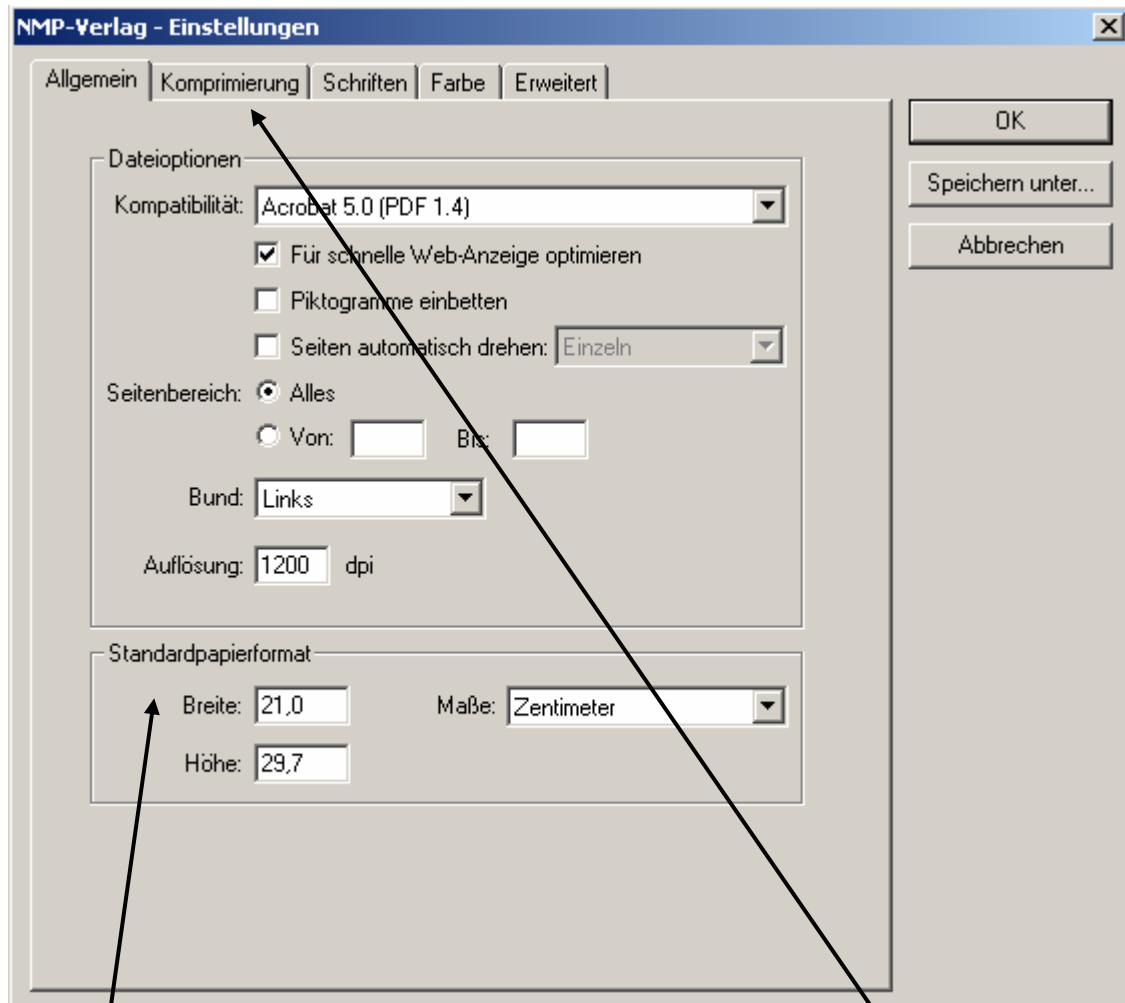 NMP-Verlag - Einstellungen
Allgemein Komprimierung Schriften Farbe Erweitert
OK
Speichern unter...
Abbrechen
Dateioptionen
Kompatibilität: Acrobat 5.0 (PDF 1.4)
Für schnelle Web-Anzeige optimieren
Piktogramme einbetten
Seiten automatisch drehen: Einzeln
Seitenbereich: Alles
Von: Bis:
Bund: Links
Auflösung: 1200 dpi
Standardpapierformat
Breite: 21,0 Maße: Zentimeter
Höhe: 29,7